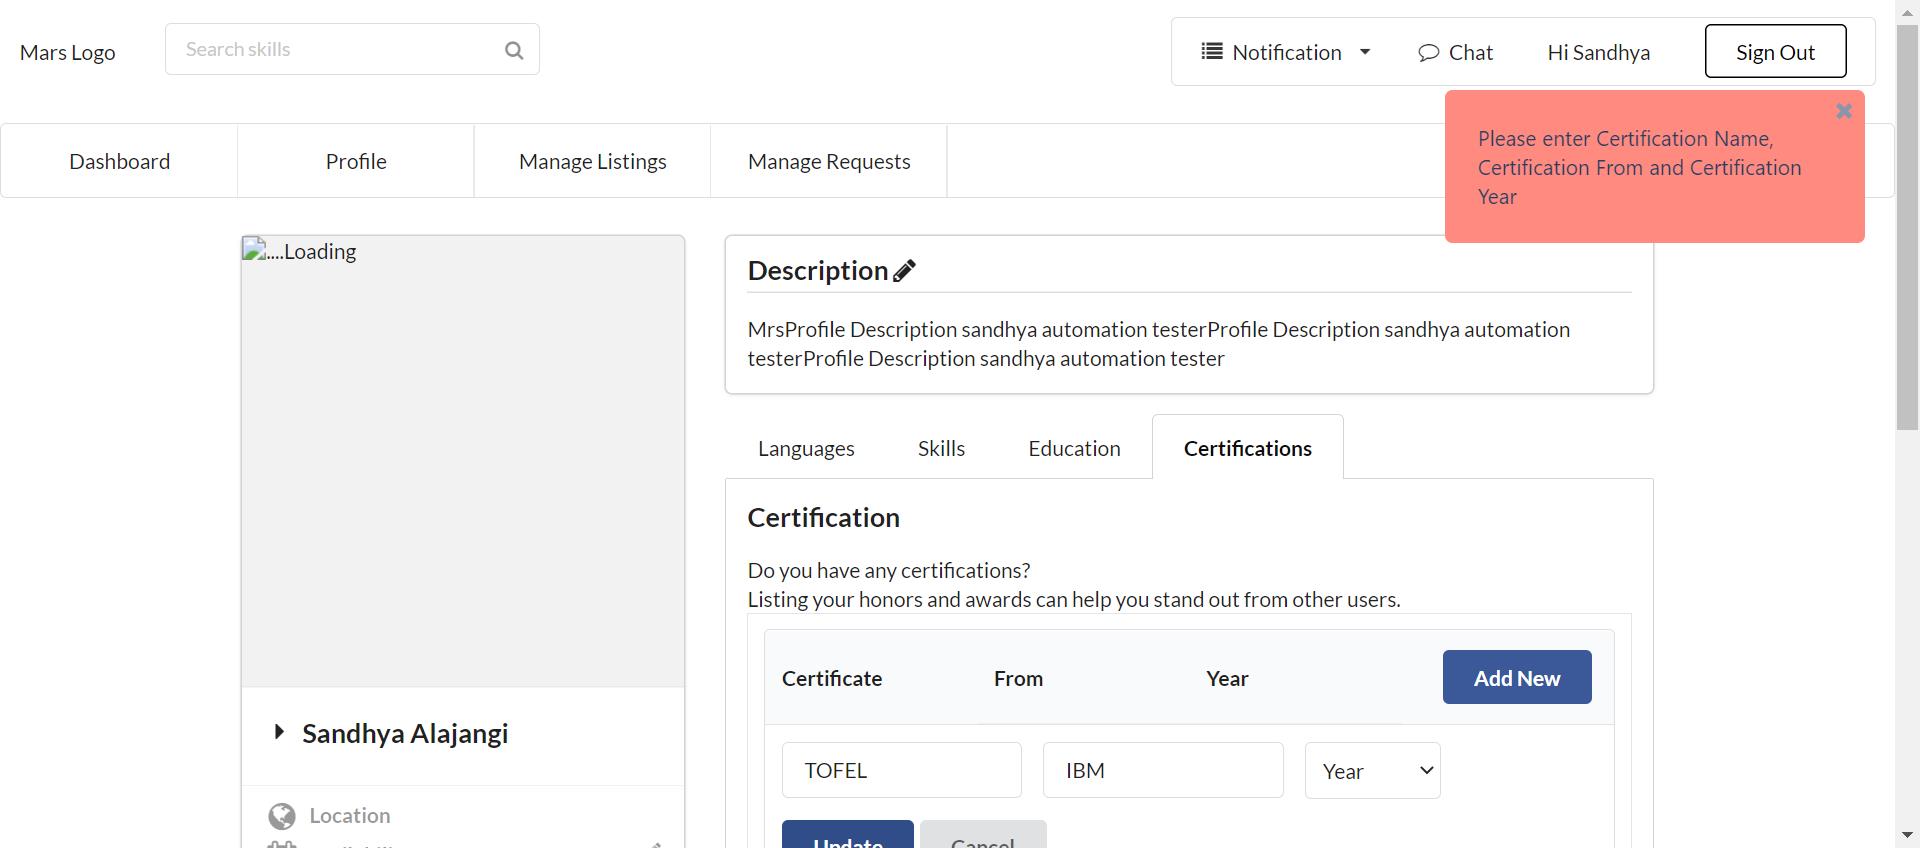 Mars Logo
Search skills
Notification
Chat
Hi Sandhya
Sign Out
Please enter Certification Name,
Certification From and Certification
Year
Dashboard
Profile
Manage Listings
Manage Requests
....Loading
Description
MrsProfile Description sandhya automation testerProfile Description sandhya automation
testerProfile Description sandhya automation tester
Languages
Skills
Education
Certifications
Certification
Do you have any certifications?
Listing your honors and awards can help you stand out from other users.
Certificate
From
Year
Add New
TOFEL
IBM
Year
Update
Cancel
Sandhya Alajangi
Location